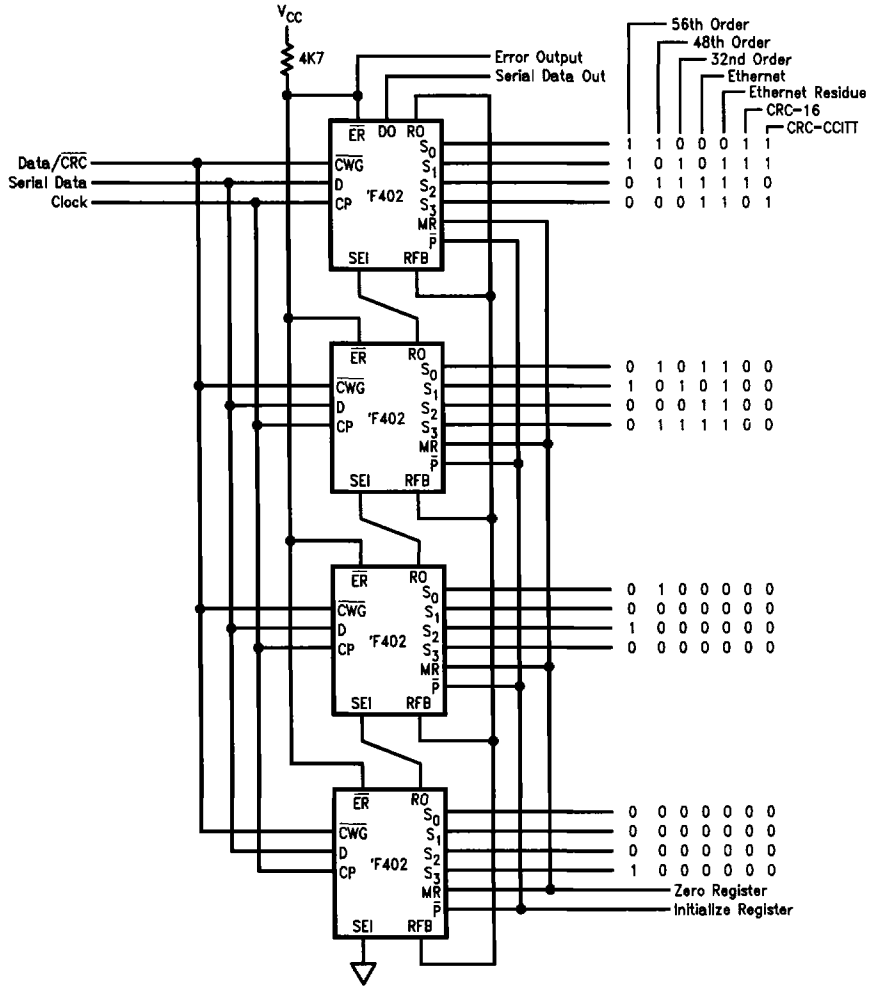 VCC
4K7
Error Output
Serial Data Out
56th Order
48th Order
32nd Order
Ethernet
Ethernet Residue
CRC-16
CRC-CCITT
Data/CRC
Serial Data
Clock
ER DO RO
CWG
D
CP
'F402
S0
S1
S2
S3
MR
P
SEI RFB
1 1 0 0 0 1 1
1 0 1 0 1 1 1
0 1 1 1 1 1 0
0 0 0 1 1 0 1
ER RO
CWG
D
CP
'F402
S0
S1
S2
S3
MR
P
SEI RFB
0 1 0 1 1 0 0
1 0 1 0 1 0 0
0 0 0 1 1 0 0
0 1 1 1 1 0 0
ER RO
CWG
D
CP
'F402
S0
S1
S2
S3
MR
P
SEI RFB
0 1 0 0 0 0 0
0 0 0 0 0 0 0
1 0 0 0 0 0 0
0 0 0 0 0 0 0
ER RO
CWG
D
CP
'F402
S0
S1
S2
S3
MR
P
SEI RFB
0 0 0 0 0 0 0
0 0 0 0 0 0 0
0 0 0 0 0 0 0
1 0 0 0 0 0 0
Zero Register
Initialize Register